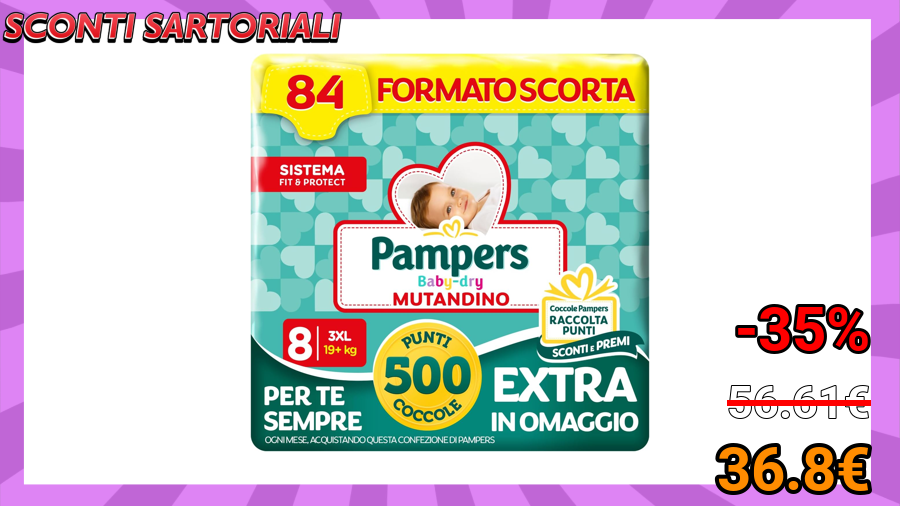 SCONTI SARTORIALI
84 FORMATO SCORTA
SISTEMA
FIT & PROTECT
Pampers
Baby-dry
MUTANDINO
Coccole Pampers
RACCOLTA
PUNTI
SCONTI E PREMI
8 3XL
19+ kg
PUNTI
500
COCCOLE
PER TE
SEMPRE
EXTRA
IN OMAGGIO
OGNI MESE, ACQUISTANDO QUESTA CONFEZIONE DI PAMPERS
-35%
56.61€
36.8€